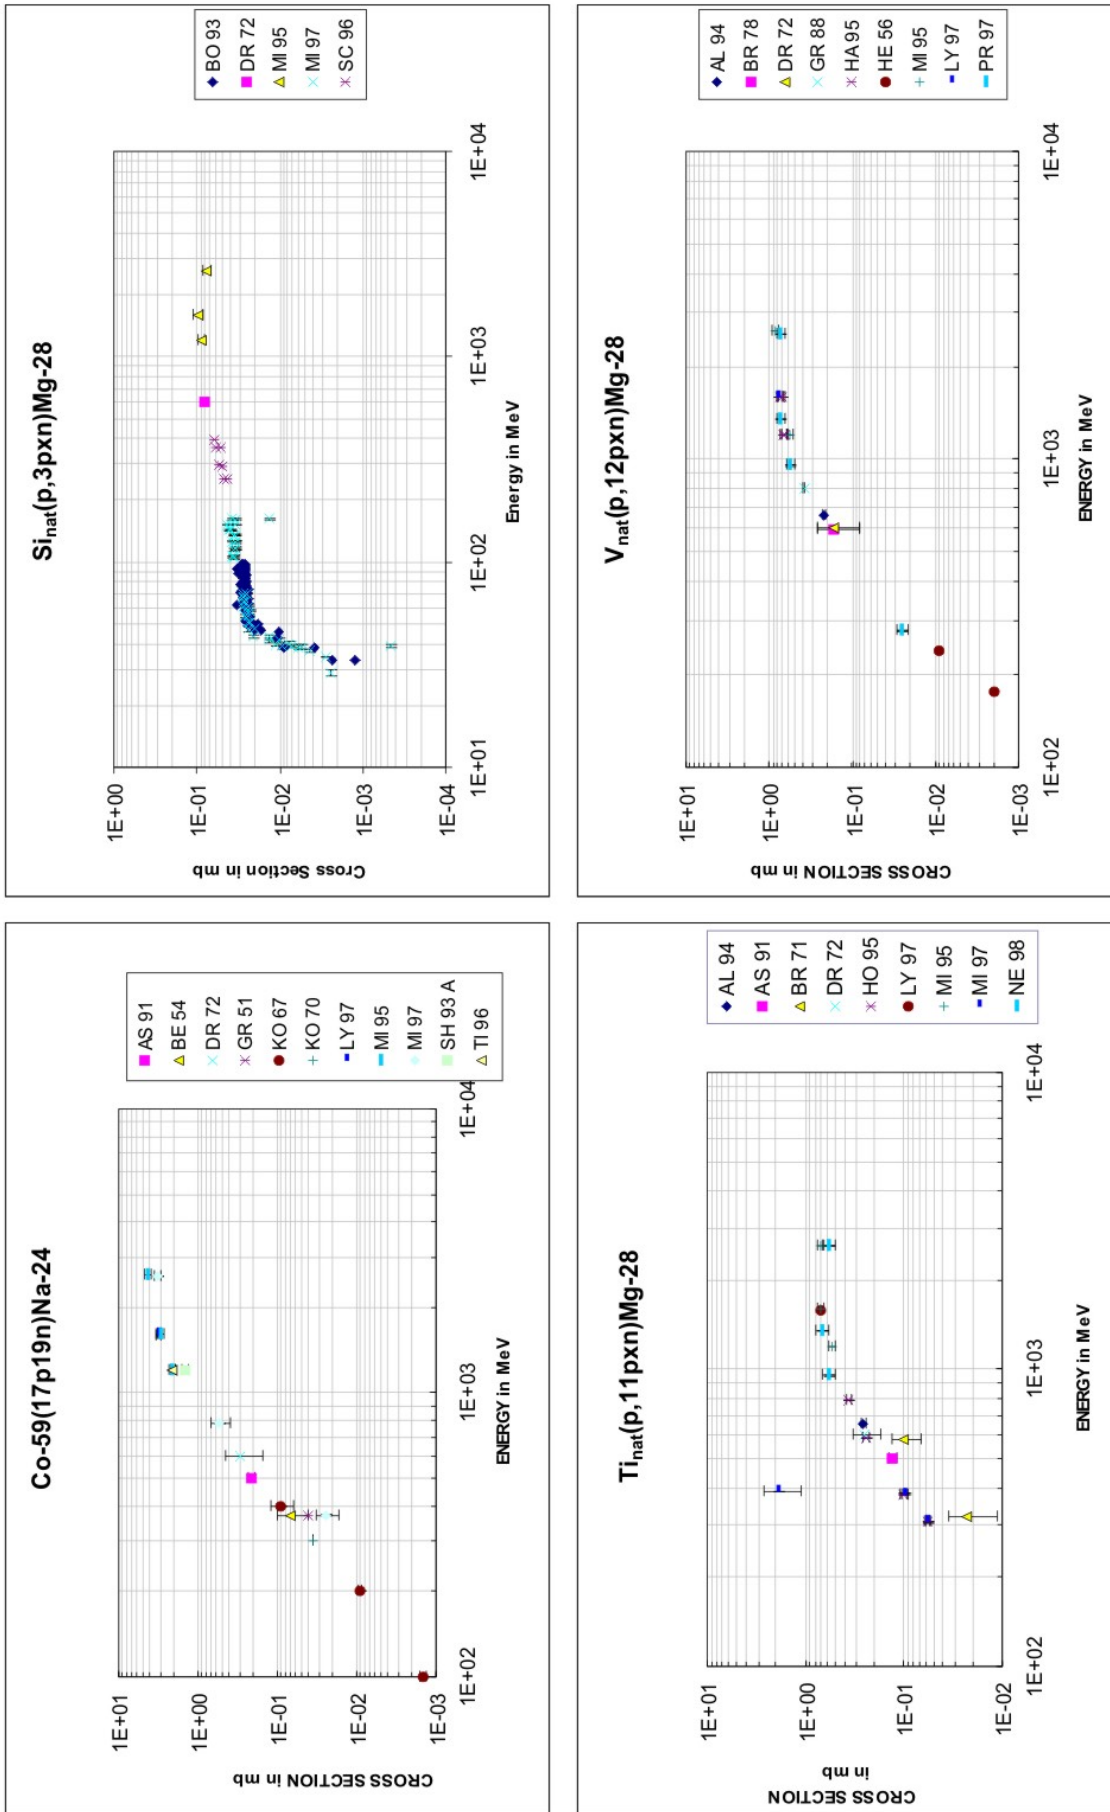 Co-59(17p19n)Na-24
CROSS SECTION in mb
1E+01
1E+00
1E-01
1E-02
1E-03
1E+02
1E+03
1E+04
ENERGY in MeV
AS 91
BE 54
DR 72
GR 51
KO 67
KO 70
LY 97
MI 95
MI 97
SH 93 A
TI 96
Sinat(p,3pxn)Mg-28
Cross Section in mb
1E+00
1E-01
1E-02
1E-03
1E-04
1E+01
1E+02
1E+03
1E+04
Energy in MeV
BO 93
DR 72
MI 95
MI 97
SC 96
Tinat(p,11pxn)Mg-28
CROSS SECTION
in mb
1E+01
1E+00
1E-01
1E-02
1E+02
1E+03
1E+04
ENERGY in MeV
AL 94
AS 91
BR 71
DR 72
HO 95
LY 97
MI 95
MI 97
NE 98
Vnat(p,12pxn)Mg-28
CROSS SECTION in mb
1E+01
1E+00
1E-01
1E-02
1E-03
1E+02
1E+03
1E+04
ENERGY in MeV
AL 94
BR 78
DR 72
GR 88
HA 95
HE 56
MI 95
LY 97
PR 97